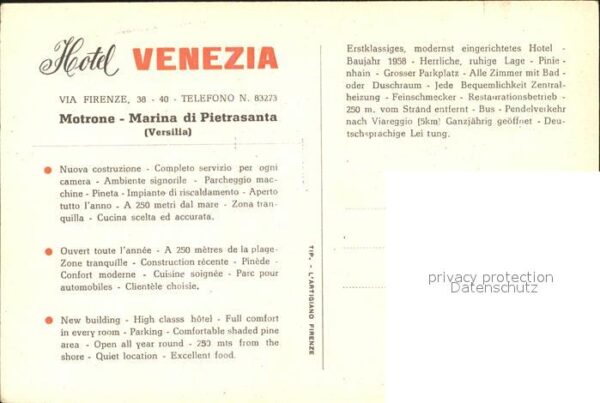 Hotel VENEZIA
VIA FIRENZE, 38 - 40 - TELEFONO N. 83273
Motrone - Marina di Pietrasanta
(Versilia)
Nuova costruzione - Completo servizio per ogni
camera - Ambiente signorile - Parcheggio mac-
chine - Pineta - Impianto di riscaldamento - Aperto
tutto l'anno - A 250 metri dal mare - Zona tran-
quilla - Cucina scelta ed accurata.
Ouvert toute l'année - A 250 mètres de la plage-
Zone tranquille - Construction récente - Pinède -
Confort moderne - Cuisine soignée - Parc pour
automobiles - Clientèle choisie.
New building - High classs hôtel - Full comfort
in every room - Parking - Comfortable shaded pine
area - Open all year round - 250 mts from the
shore - Quiet location - Excellent food.
TIP. - L'ARTIGIANO FIRENZE
Erstklassiges, modernst eingerichtetes Hotel -
Baujahr 1958 - Herrliche, ruhige Lage - Pinie-
nhain - Grosser Parkplatz - Alle Zimmer mit Bad-
oder Duschraum - Jede Bequemlichkeit Zentral-
heizung - Feinschmecker - Restaurationsbetrieb -
250 m. vom Strand entfernt - Bus - Pendelverkehr
nach Viareggio (5km) Ganzjährig geöffnet - Deu-
tschsprachige Lei tung.
privacy protection
Datenschutz